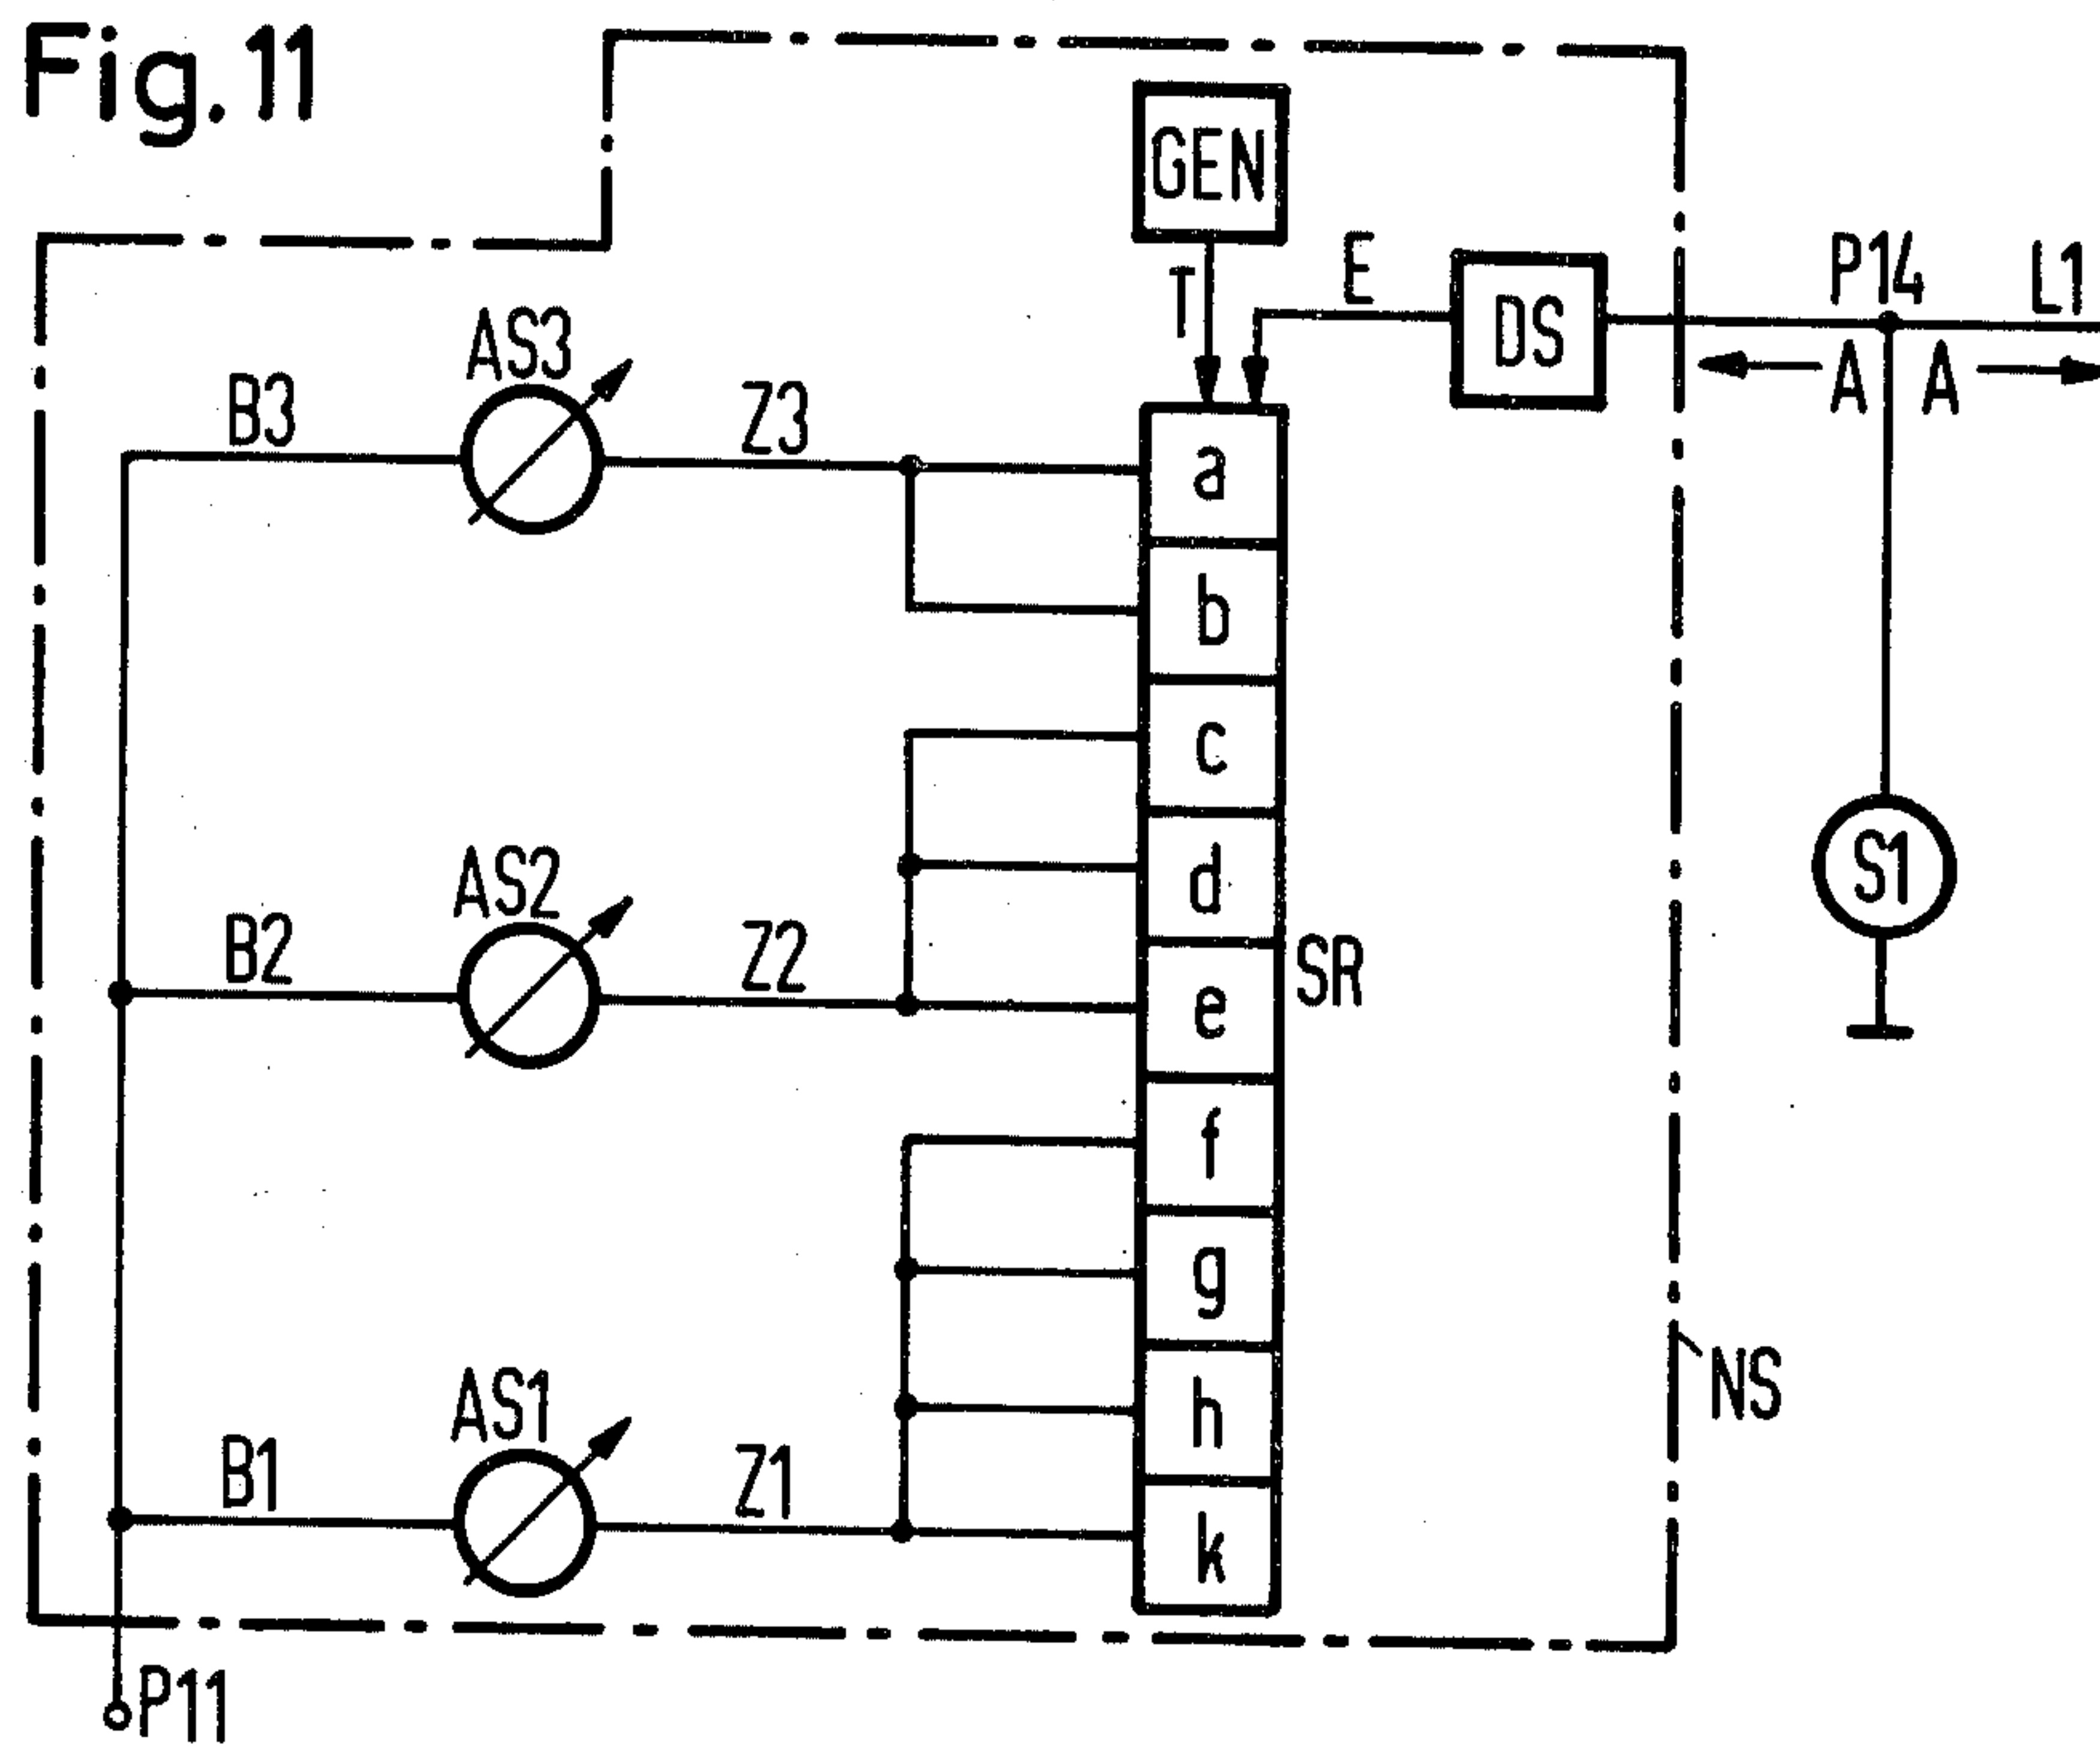 Fig.11
GEN
T
E
DS
P14
L1
A
A
AS3
B3
Z3
a
b
c
d
e
f
g
h
k
SR
AS2
B2
Z2
S1
NS
AS1
B1
Z1
P11